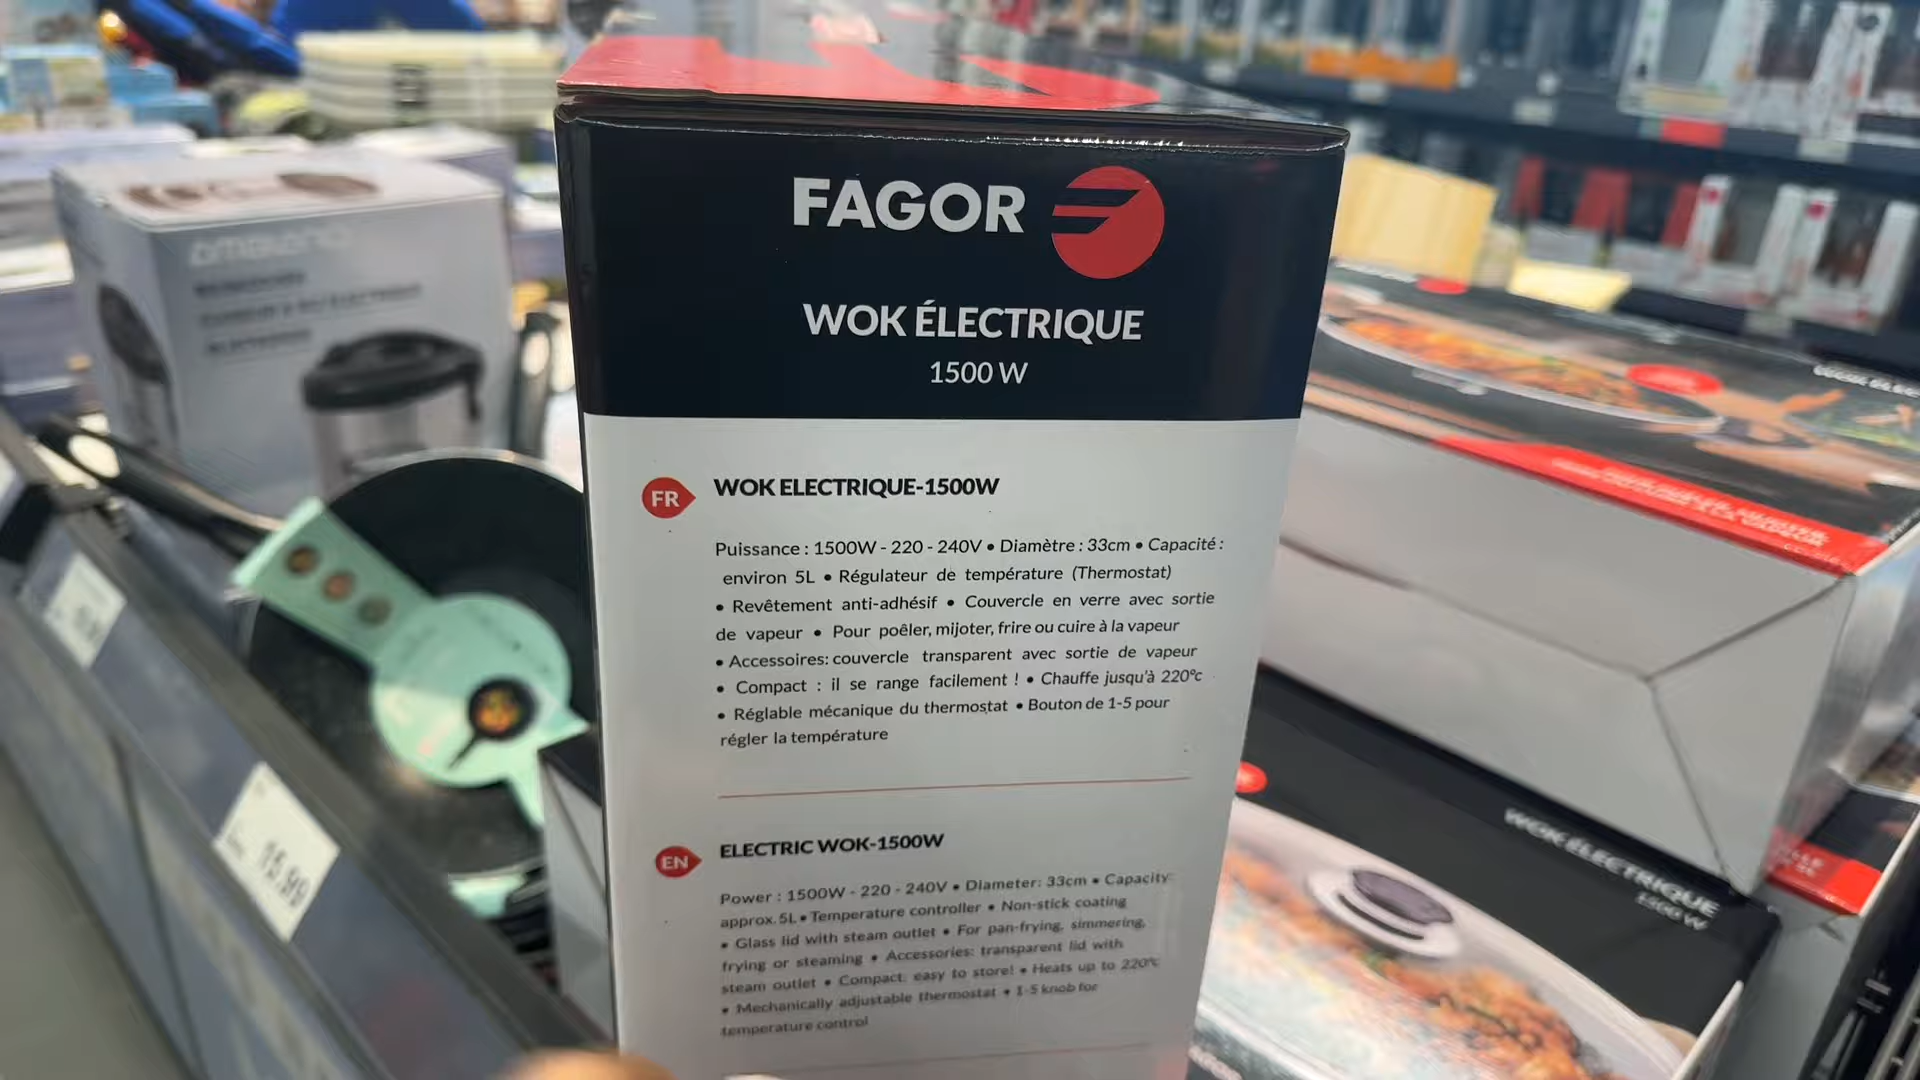 FAGOR
WOK ÉLECTRIQUE
1500 W
FR
WOK ELECTRIQUE-1500W
Puissance : 1500W - 220 - 240V • Diamètre : 33cm • Capacité :
environ 5L • Régulateur de température (Thermostat)
• Revêtement anti-adhésif • Couvercle en verre avec sortie
de vapeur • Pour poêler, mijoter, frire ou cuire à la vapeur
• Accessoires: couvercle transparent avec sortie de vapeur
• Compact : il se range facilement ! • Chauffe jusqu'à 220°c
• Réglable mécanique du thermostat • Bouton de 1-5 pour
régler la température
EN
ELECTRIC WOK-1500W
Power : 1500W - 220 - 240V • Diameter: 33cm • Capacity:
approx. 5L • Temperature controller • Non-stick coating
• Glass lid with steam outlet • For pan-frying, simmering,
frying or steaming • Accessories: transparent lid with
steam outlet • Compact: easy to store! • Heats up to 220°c
• Mechanically adjustable thermostat • 1-5 knob for
temperature control
15.99
WOK ÉLECTRIQUE
1500 W